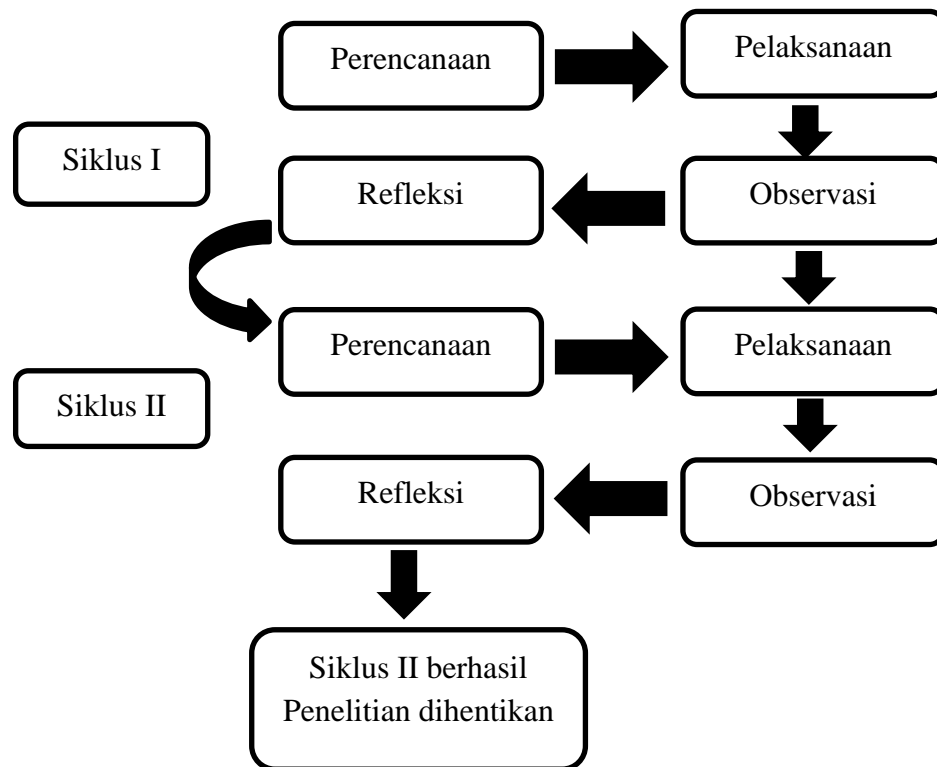 Perencanaan
Pelaksanaan
Siklus I
Refleksi
Observasi
Perencanaan
Pelaksanaan
Siklus II
Refleksi
Observasi
Siklus II berhasil
Penelitian dihentikan